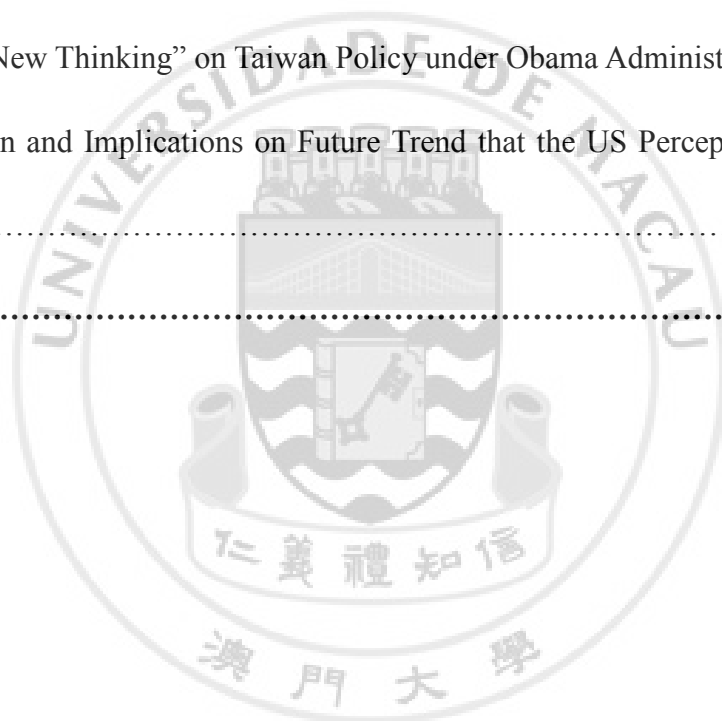 New Thinking” on Taiwan Policy under Obama Administ
n and Implications on Future Trend that the US Percep
................................................................................
................................................................................
UNIVERSIDADE DE MACAU
仁義禮知信
澳門大學